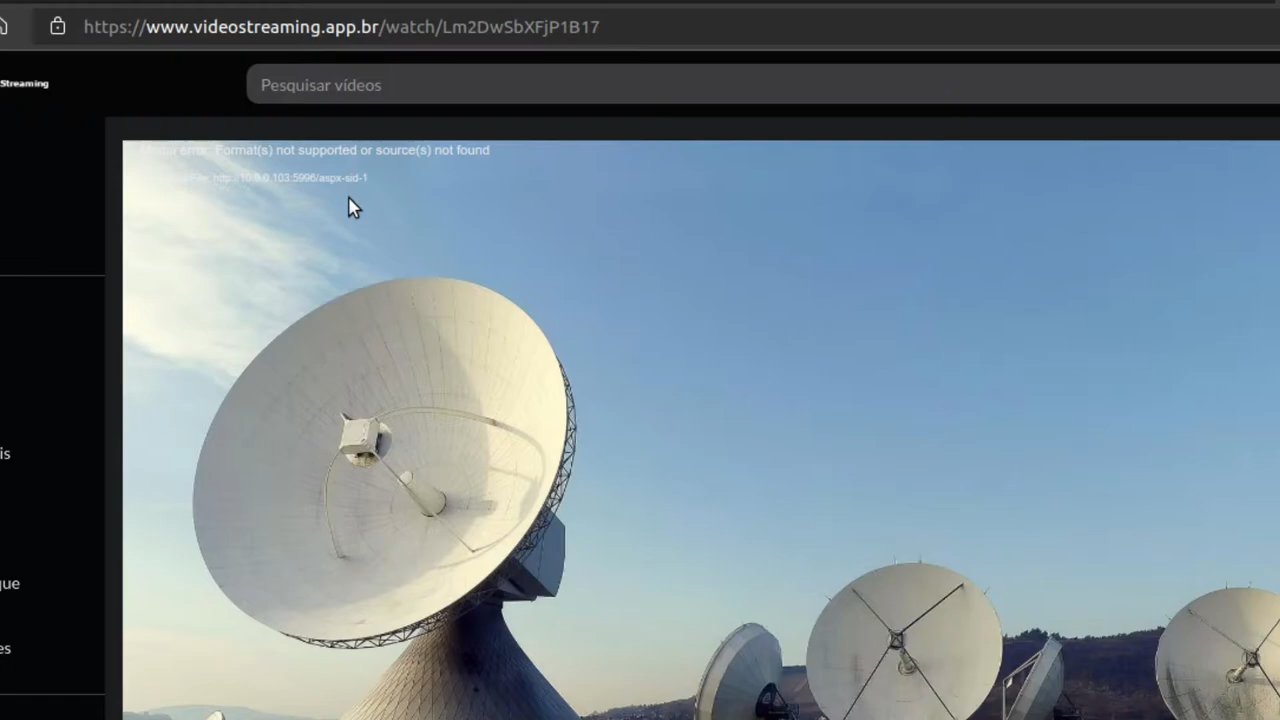 https://www.videostreaming.app.br/watch/Lm2DwSbXFjP1B17
Streaming
Pesquisar vídeos
error: Format(s) not supported or source(s) not found
is
que
es